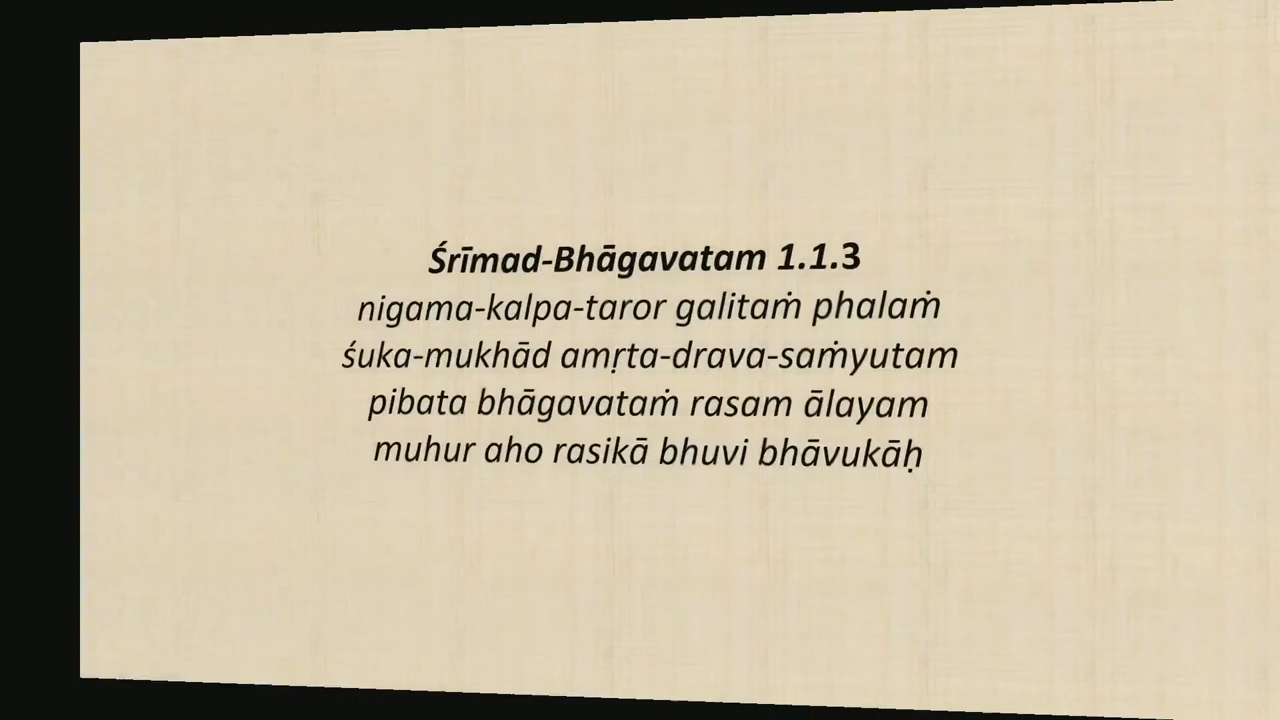 Śrīmad-Bhāgavatam 1.1.3
nigama-kalpa-taror galitaṁ phalaṁ
śuka-mukhād amṛta-drava-saṁyutam
pibata bhāgavataṁ rasam ālayam
muhur aho rasikā bhuvi bhāvukāḥ